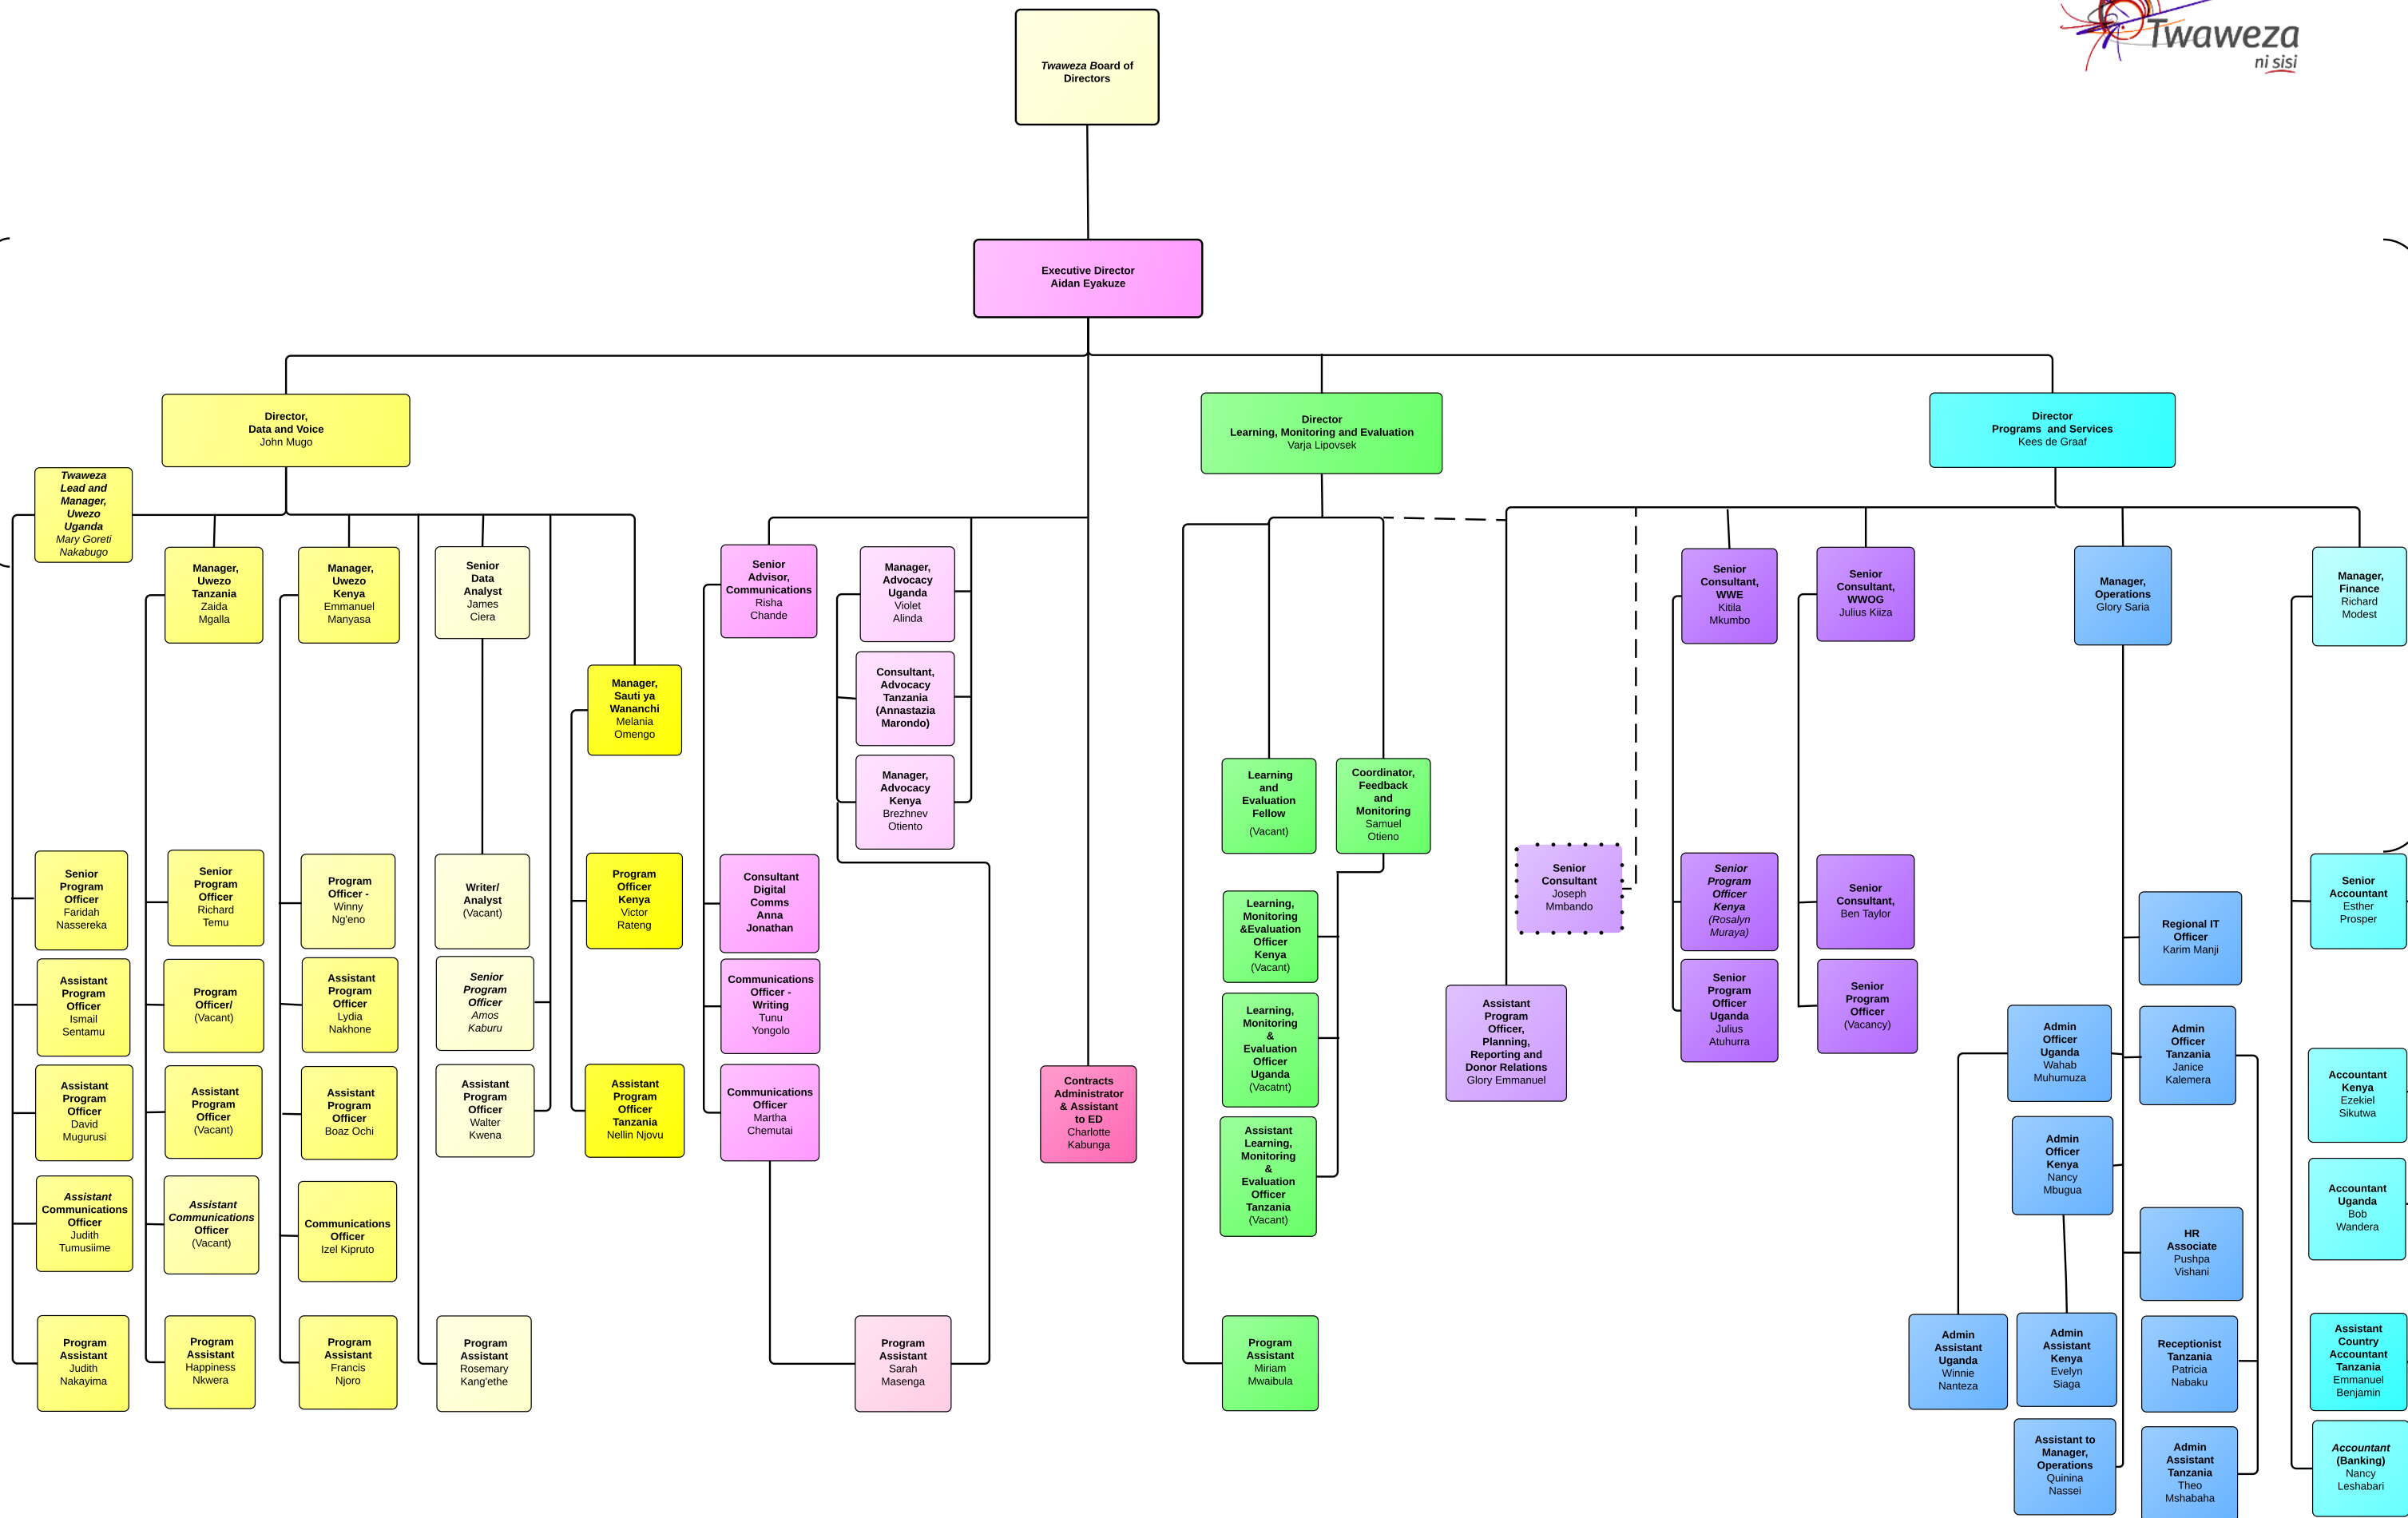 Twaweza
ni sisi
Twaweza Board of
Directors
Executive Director
Aidan Eyakuze
Director,
Data and Voice
John Mugo
Director
Learning, Monitoring and Evaluation
Varja Lipovsek
Director
Programs and Services
Kees de Graaf
Twaweza
Lead and
Manager,
Uwezo
Uganda
Mary Goreti
Nakabugo
Manager,
Uwezo
Tanzania
Zaida
Mgalla
Manager,
Uwezo
Kenya
Emmanuel
Manyasa
Senior
Data
Analyst
James
Ciera
Manager,
Sauti ya
Wananchi
Melania
Omengo
Senior
Advisor,
Communications
Risha
Chande
Manager,
Advocacy
Uganda
Violet
Alinda
Consultant,
Advocacy
Tanzania
(Annastazia
Marondo)
Manager,
Advocacy
Kenya
Brezhnev
Otiento
Learning
and
Evaluation
Fellow
(Vacant)
Coordinator,
Feedback
and
Monitoring
Samuel
Otieno
Senior
Consultant,
WWE
Kitila
Mkumbo
Senior
Consultant,
WWOG
Julius Kiiza
Manager,
Operations
Glory Saria
Manager,
Finance
Richard
Modest
Senior
Program
Officer
Faridah
Nassereka
Senior
Program
Officer
Richard
Temu
Program
Officer -
Winny
Ng'eno
Writer/
Analyst
(Vacant)
Program
Officer
Kenya
Victor
Rateng
Consultant
Digital
Comms
Anna
Jonathan
Learning,
Monitoring
&Evaluation
Officer
Kenya
(Vacant)
Senior
Consultant
Joseph
Mmbando
Senior
Program
Officer
Kenya
(Rosalyn
Muraya)
Senior
Consultant,
Ben Taylor
Regional IT
Officer
Karim Manji
Senior
Accountant
Esther
Prosper
Assistant
Program
Officer
Ismail
Sentamu
Program
Officer/
(Vacant)
Assistant
Program
Officer
Lydia
Nakhone
Senior
Program
Officer
Amos
Kaburu
Communications
Officer -
Writing
Tunu
Yongolo
Learning,
Monitoring
&
Evaluation
Officer
Uganda
(Vacatnt)
Assistant
Program
Officer,
Planning,
Reporting and
Donor Relations
Glory Emmanuel
Senior
Program
Officer
Uganda
Julius
Atuhurra
Senior
Program
Officer
(Vacancy)
Admin
Officer
Uganda
Wahab
Muhumuza
Admin
Officer
Tanzania
Janice
Kalemera
Assistant
Program
Officer
David
Mugurusi
Assistant
Program
Officer
(Vacant)
Assistant
Program
Officer
Boaz Ochi
Assistant
Program
Officer
Walter
Kwena
Assistant
Program
Officer
Tanzania
Nellin Njovu
Communications
Officer
Martha
Chemutai
Contracts
Administrator
& Assistant
to ED
Charlotte
Kabunga
Assistant
Learning,
Monitoring
&
Evaluation
Officer
Tanzania
(Vacant)
Admin
Officer
Kenya
Nancy
Mbugua
Accountant
Kenya
Ezekiel
Sikutwa
Assistant
Communications
Officer
Judith
Tumusiime
Assistant
Communications
Officer
(Vacant)
Communications
Officer
Izel Kipruto
HR
Associate
Pushpa
Vishani
Accountant
Uganda
Bob
Wandera
Program
Assistant
Judith
Nakayima
Program
Assistant
Happiness
Nkwera
Program
Assistant
Francis
Njoro
Program
Assistant
Rosemary
Kang'ethe
Program
Assistant
Sarah
Masenga
Program
Assistant
Miriam
Mwaibula
Admin
Assistant
Uganda
Winnie
Nanteza
Admin
Assistant
Kenya
Evelyn
Siaga
Receptionist
Tanzania
Patricia
Nabaku
Assistant
Country
Accountant
Tanzania
Emmanuel
Benjamin
Assistant to
Manager,
Operations
Quinina
Nassei
Admin
Assistant
Tanzania
Theo
Mshabaha
Accountant
(Banking)
Nancy
Leshabari